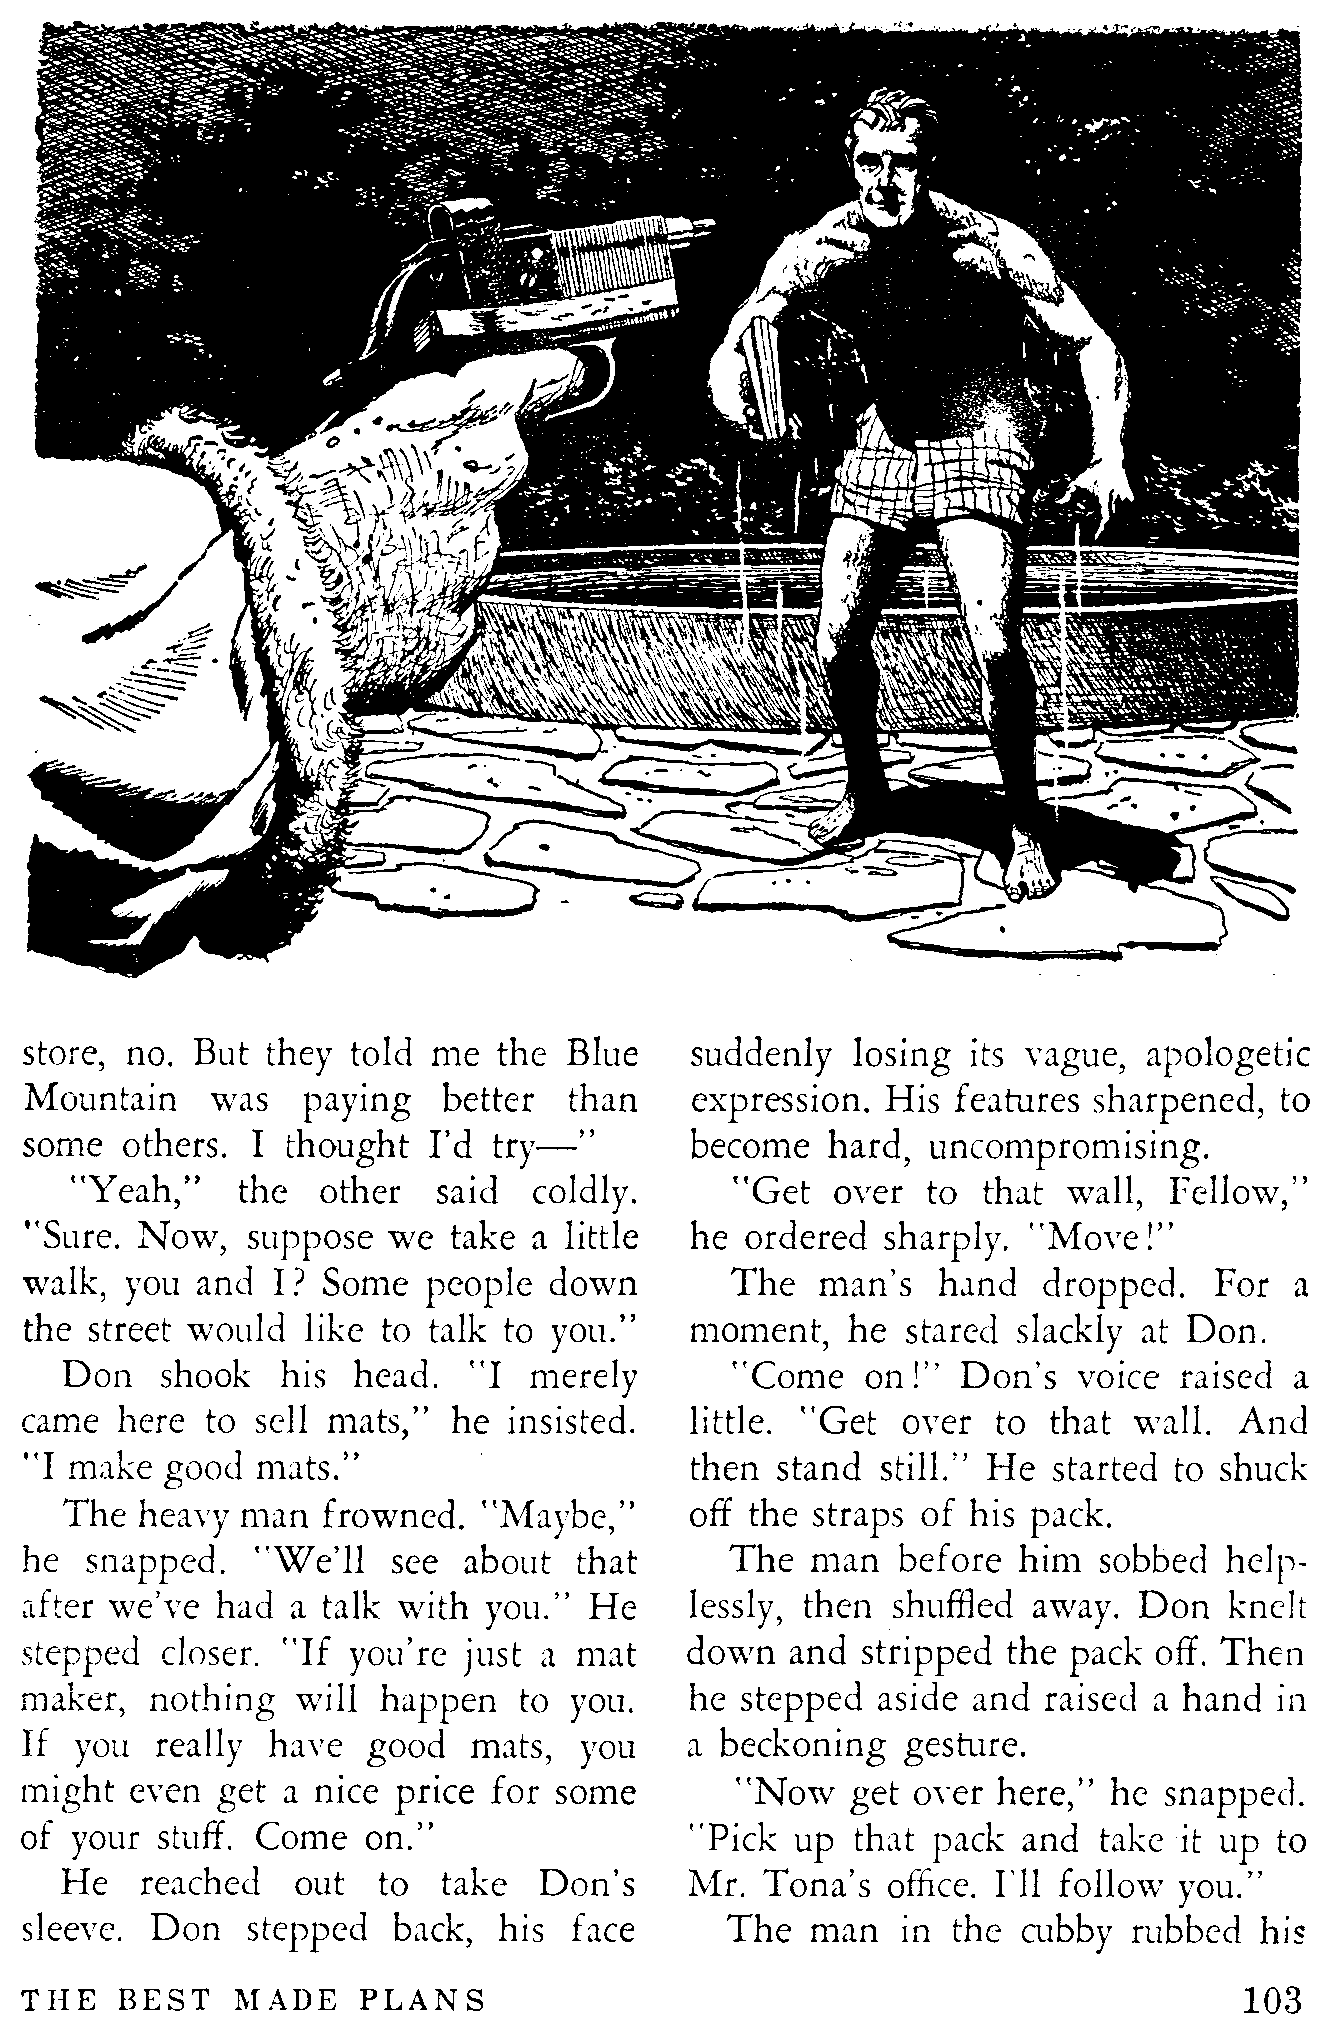 store, no. But they told me the Blue
Mountain was paying better than
some others. I thought I'd try—"
"Yeah," the other said coldly.
"Sure. Now, suppose we take a little
walk, you and I? Some people down
the street would like to talk to you."
Don shook his head. "I merely
came here to sell mats," he insisted.
"I make good mats."
The heavy man frowned. "Maybe,"
he snapped. "We'll see about that
after we've had a talk with you." He
stepped closer. "If you're just a mat
maker, nothing will happen to you.
If you really have good mats, you
might even get a nice price for some
of your stuff. Come on."
He reached out to take Don's
sleeve. Don stepped back, his face
suddenly losing its vague, apologetic
expression. His features sharpened, to
become hard, uncompromising.
"Get over to that wall, Fellow,"
he ordered sharply. "Move!"
The man's hand dropped. For a
moment, he stared slackly at Don.
"Come on!" Don's voice raised a
little. "Get over to that wall. And
then stand still." He started to shuck
off the straps of his pack.
The man before him sobbed help-
lessly, then shuffled away. Don knelt
down and stripped the pack off. Then
he stepped aside and raised a hand in
a beckoning gesture.
"Now get over here," he snapped.
"Pick up that pack and take it up to
Mr. Tona's office. I'll follow you."
The man in the cubby rubbed his
THE BEST MADE PLANS
103